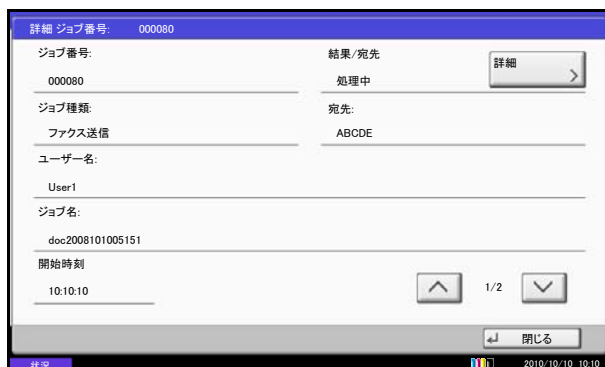 詳細 ジョブ番号: 000080
ジョブ番号:
000080
結果/宛先
処理中
詳細
ジョブ種類:
ファクス送信
宛先:
ABCDE
ユーザー名:
User1
ジョブ名:
doc2008101005151
開始時刻
10:10:10
1/2
閉じる
状況
2010/10/10 10:10